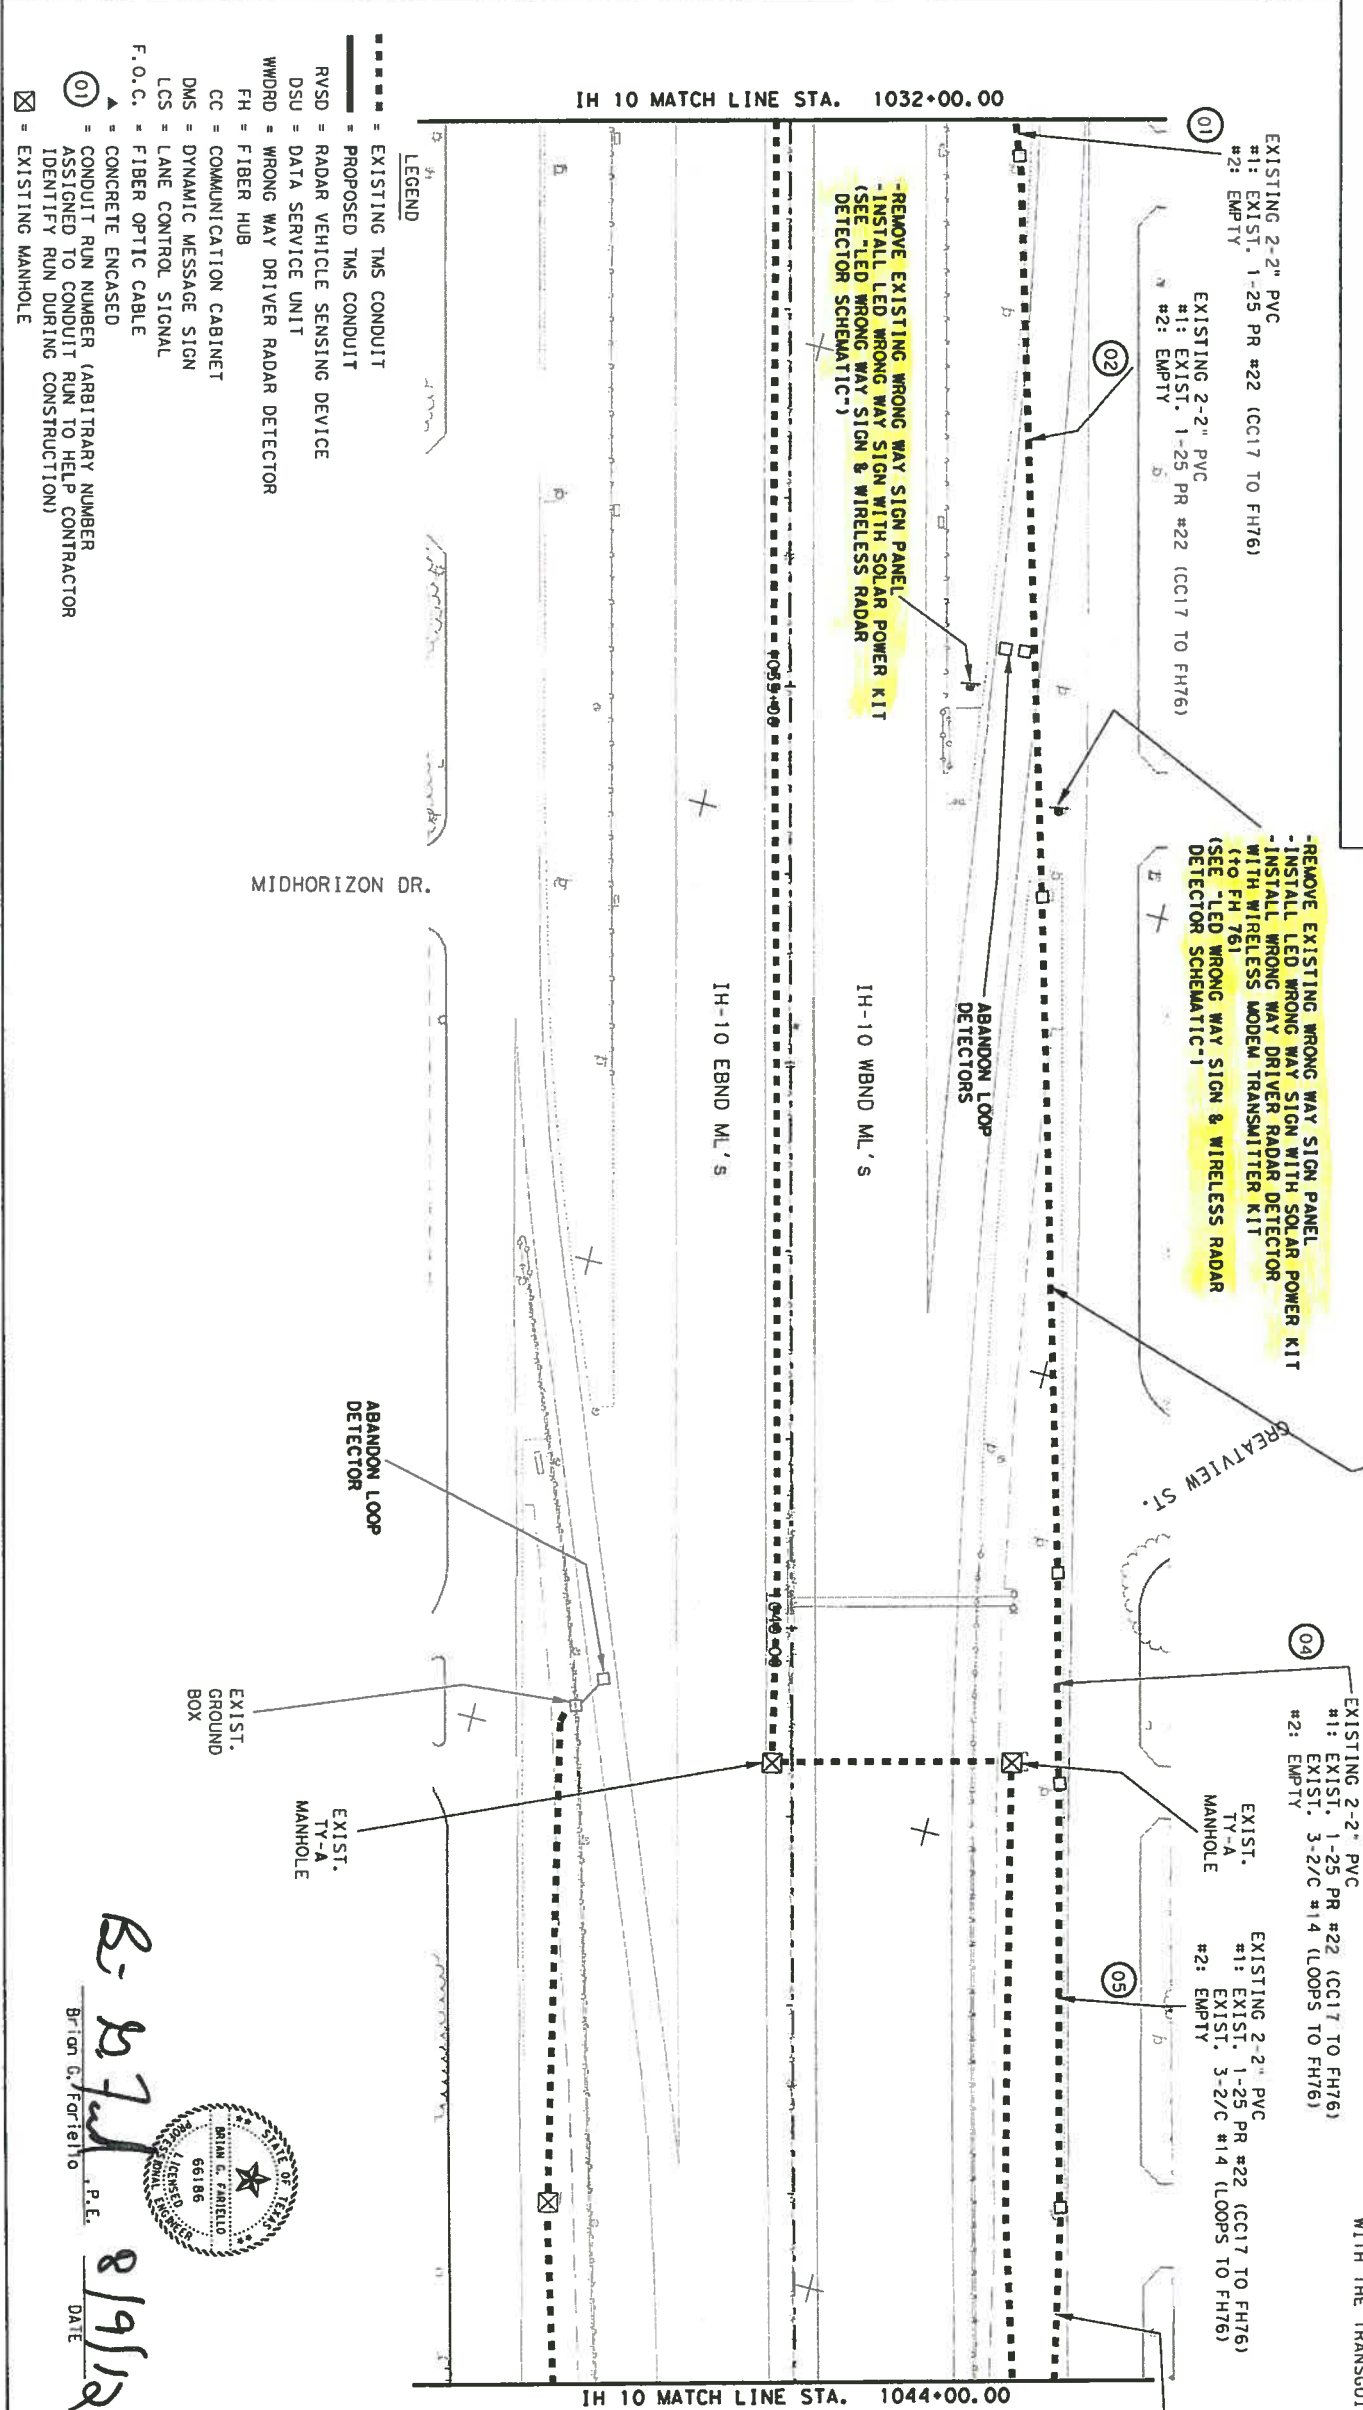 EXISTING 2-2" PVC
#1: EXIST. 1-25 PR #22 (CC17 TO FH76)
#2: EMPTY
01
EXISTING 2-2" PVC
#1: EXIST. 1-25 PR #22 (CC17 TO FH76)
#2: EMPTY
02
-REMOVE EXISTING WRONG WAY SIGN PANEL
-INSTALL LED WRONG WAY SIGN WITH SOLAR POWER KIT
-INSTALL WRONG WAY DRIVER RADAR DETECTOR
WITH WIRELESS MODEM TRANSMITTER KIT
(to FH 76)
(SEE "LED WRONG WAY SIGN & WIRELESS RADAR
DETECTOR SCHEMATIC")
-REMOVE EXISTING WRONG WAY SIGN PANEL
-INSTALL LED WRONG WAY SIGN WITH SOLAR POWER KIT
(SEE "LED WRONG WAY SIGN & WIRELESS RADAR
DETECTOR SCHEMATIC")
WITH THE
EXISTING 2-2" PVC
#1: EXIST. 1-25 PR #22 (CC17 TO FH76)
EXIST. 3-2/C #14 (LOOPS TO FH76)
#2: EMPTY
04
EXISTING 2-2" PVC
#1: EXIST. 1-25 PR #22 (CC17 TO FH76)
EXIST. 3-2/C #14 (LOOPS TO FH76)
#2: EMPTY
05
EXIST.
TY-A
MANHOLE
GREATVIEW ST.
ABANDON LOOP
DETECTORS
IH-10 WBND ML's
IH-10 EBND ML's
1040+00
IH 10 MATCH LINE STA. 1032+00.00
IH 10 MATCH LINE STA. 1044+00.00
MIDHORIZON DR.
ABANDON LOOP
DETECTOR
EXIST.
GROUND
BOX
EXIST.
TY-A
MANHOLE
LEGEND
= EXISTING TMS CONDUIT
= PROPOSED TMS CONDUIT
RVSD = RADAR VEHICLE SENSING DEVICE
DSU = DATA SERVICE UNIT
WWDRD = WRONG WAY DRIVER RADAR DETECTOR
FH = FIBER HUB
CC = COMMUNICATION CABINET
DMS = DYNAMIC MESSAGE SIGN
LCS = LANE CONTROL SIGNAL
F.O.C. = FIBER OPTIC CABLE
▲ = CONCRETE ENCASED
01 = CONDUIT RUN NUMBER (ARBITRARY NUMBER
ASSIGNED TO CONDUIT RUN TO HELP CONTRACTOR
IDENTIFY RUN DURING CONSTRUCTION)
= EXISTING MANHOLE
STATE OF TEXAS
BRIAN G. FARIELLO
66186
LICENSED
PROFESSIONAL ENGINEER
Brian G. Fariello , P.E.
8/9/12
DATE